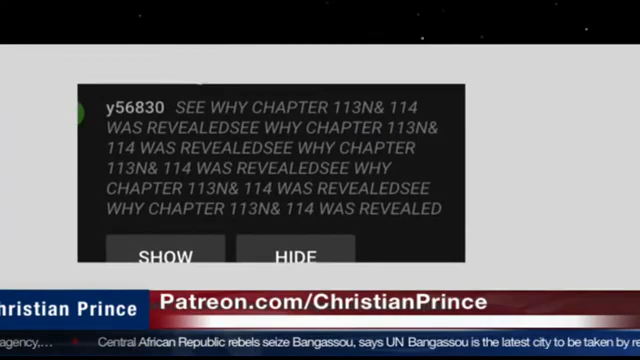 y56830 SEE WHY CHAPTER 113N& 114
WAS REVEALEDSEE WHY CHAPTER 113N&
114 WAS REVEALEDSEE WHY CHAPTER
113N& 114 WAS REVEALEDSEE WHY
CHAPTER 113N& 114 WAS REVEALEDSEE
WHY CHAPTER 113N& 114 WAS REVEALED
SHOW HIDE
hristian Prince Patreon.com/ChristianPrince
agency,... Central African Republic rebels seize Bangassou, says UN Bangassou is the latest city to be taken by re